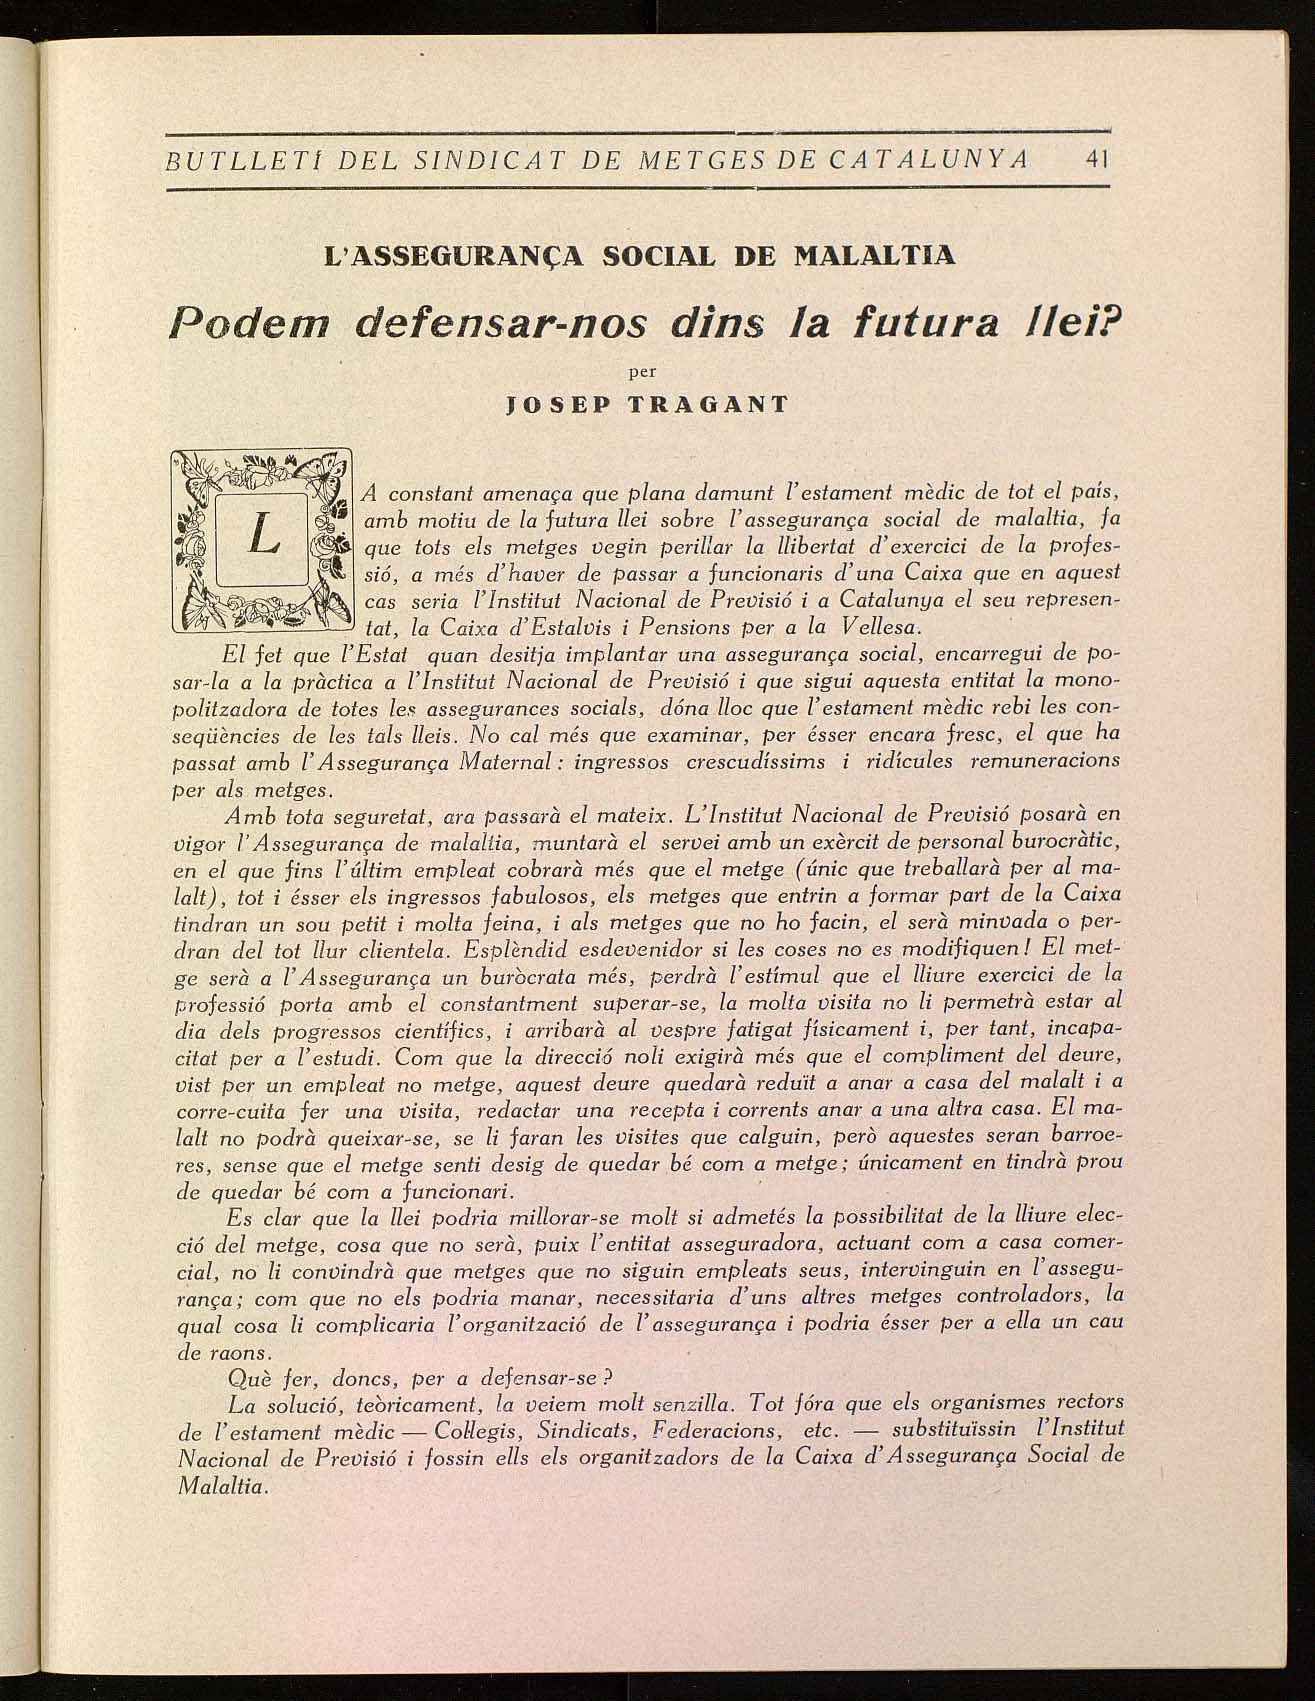 BUTLLETÍ DEL SINDICAT DE METGES DE CATALUNYA 41
L'ASSEGURANÇA SOCIAL DE MALALTIA
Podem defensar-nos dins la futura llei?
per
JOSEP TRAGANT
LA constant amenaça que plana damunt l'estament mèdic de tot el país,
amb motiu de la futura llei sobre l'assegurança social de malaltia, fa
que tots els metges vegin perillar la llibertat d'exercici de la profes-
sió, a més d'haver de passar a funcionaris d'una Caixa que en aquest
cas seria l'Institut Nacional de Previsió i a Catalunya el seu represen-
tat, la Caixa d'Estalvis i Pensions per a la Vellesa.
El fet que l'Estat quan desitja implantar una assegurança social, encarregui de po-
sar-la a la pràctica a l'Institut Nacional de Previsió i que sigui aquesta entitat la mono-
politzadora de totes les assegurances socials, dóna lloc que l'estament mèdic rebi les con-
seqüències de les tals lleis. No cal més que examinar, per ésser encara fresc, el que ha
passat amb l'Assegurança Maternal: ingressos crescudíssims i ridícules remuneracions
per als metges.
Amb tota seguretat, ara passarà el mateix. L'Institut Nacional de Previsió posarà en
vigor l'Assegurança de malaltia, muntarà el servei amb un exèrcit de personal burocràtic,
en el que fins l'últim empleat cobrarà més que el metge (únic que treballarà per al ma-
lalt), tot i ésser els ingressos fabulosos, els metges que entrin a formar part de la Caixa
tindran un sou petit i molta feina, i als metges que no ho facin, el serà minvada o per-
dran del tot llur clientela. Esplèndid esdevenidor si les coses no es modifiquen! El met-
ge serà a l'Assegurança un buròcrata més, perdrà l'estímul que el lliure exercici de la
professió porta amb el constantment superar-se, la molta visita no li permetrà estar al
dia dels progressos científics, i arribarà al vespre fatigat físicament i, per tant, incapa-
citat per a l'estudi. Com que la direcció noli exigirà més que el compliment del deure,
vist per un empleat no metge, aquest deure quedarà reduït a anar a casa del malalt i a
corre-cuita fer una visita, redactar una recepta i corrents anar a una altra casa. El ma-
lalt no podrà queixar-se, se li faran les visites que calguin, però aquestes seran barroe-
res, sense que el metge senti desig de quedar bé com a metge; únicament en tindrà prou
de quedar bé com a funcionari.
Es clar que la llei podria millorar-se molt si admetés la possibilitat de la lliure elec-
ció del metge, cosa que no serà, puix l'entitat asseguradora, actuant com a casa comer-
cial, no li convindrà que metges que no siguin empleats seus, intervinguin en l'assegu-
rança; com que no els podria manar, necessitaria d'uns altres metges controladors, la
qual cosa li complicaria l'organització de l'assegurança i podria ésser per a ella un cau
de raons.
Què fer, doncs, per a defensar-se?
La solució, teòricament, la veiem molt senzilla. Tot fóra que els organismes rectors
de l'estament mèdic — Col·legis, Sindicats, Federacions, etc. — substituïssin l'Institut
Nacional de Previsió i fossin ells els organitzadors de la Caixa d'Assegurança Social de
Malaltia.